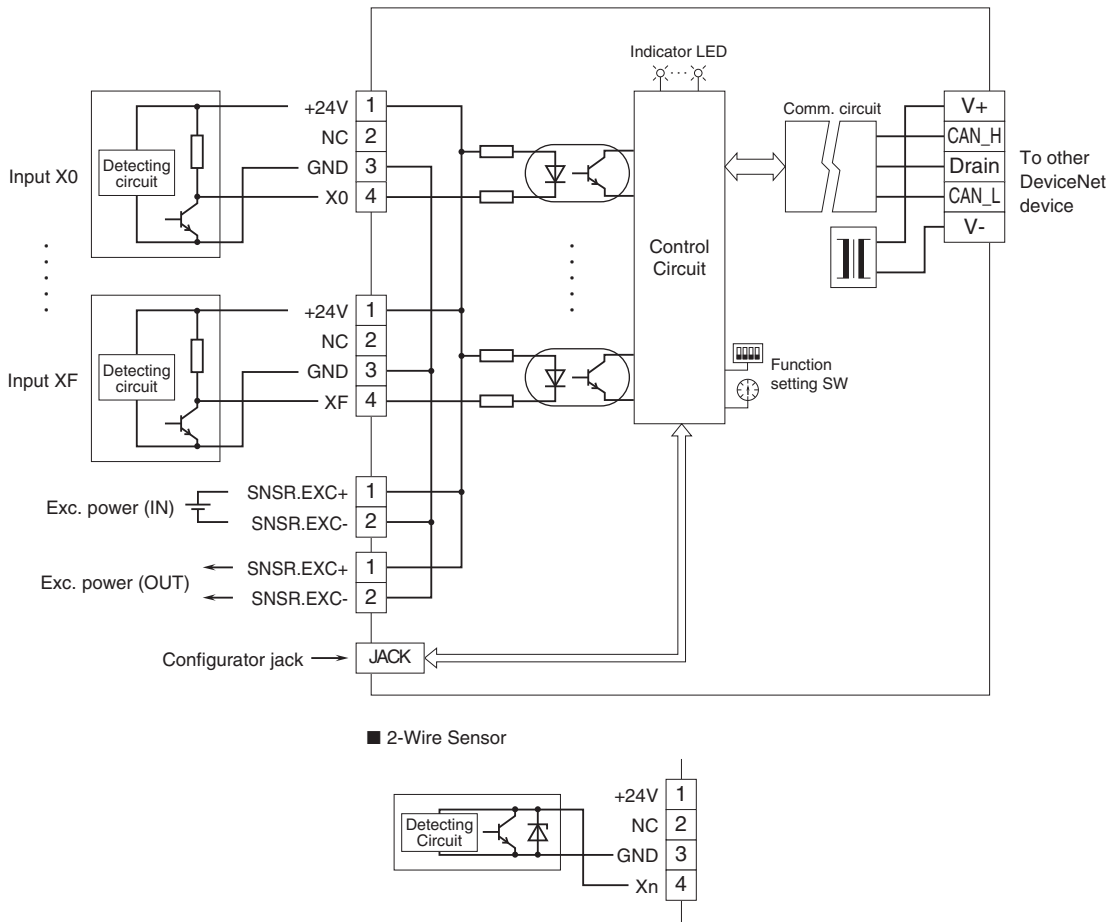 Indicator LED
Input X0
Detecting
circuit
+24V 1
NC 2
GND 3
X0 4
Comm. circuit
V+
CAN_H
Drain
CAN_L
V-
To other
DeviceNet
device
Control
Circuit
Input XF
Detecting
circuit
+24V 1
NC 2
GND 3
XF 4
Function
setting SW
Exc. power (IN)
SNSR.EXC+ 1
SNSR.EXC- 2
Exc. power (OUT)
SNSR.EXC+ 1
SNSR.EXC- 2
Configurator jack
JACK
■ 2-Wire Sensor
Detecting
Circuit
+24V 1
NC 2
GND 3
Xn 4